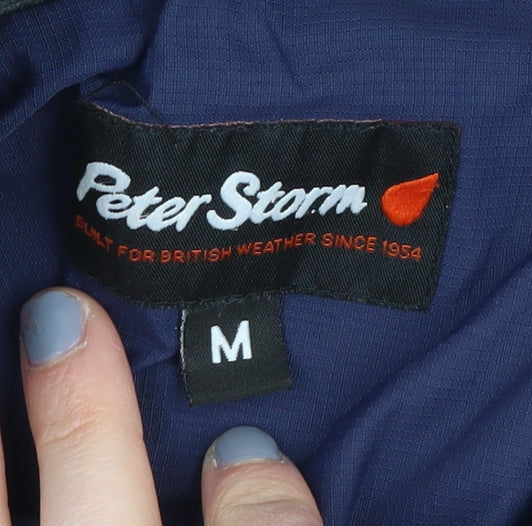 Peter Storm
BUILT FOR BRITISH WEATHER SINCE 1954
M